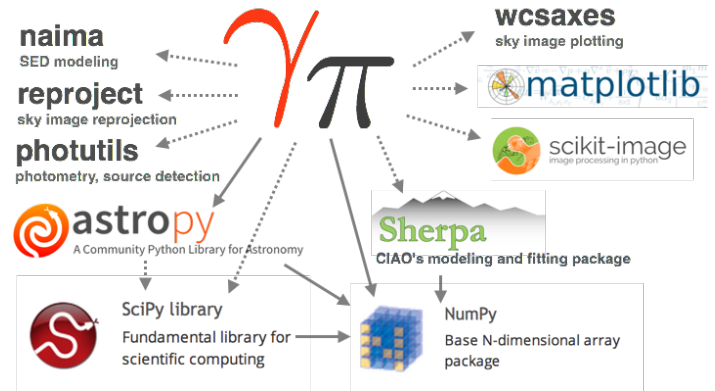 naima
SED modeling
reproject
sky image reprojection
photutils
photometry, source detection
γπ
wcsaxes
sky image plotting
matplotlib
scikit-image
image processing in python
astropy
A Community Python Library for Astronomy
Sherpa
CIAO's modeling and fitting package
SciPy library
Fundamental library for
scientific computing
N
NumPy
Base N-dimensional array
package